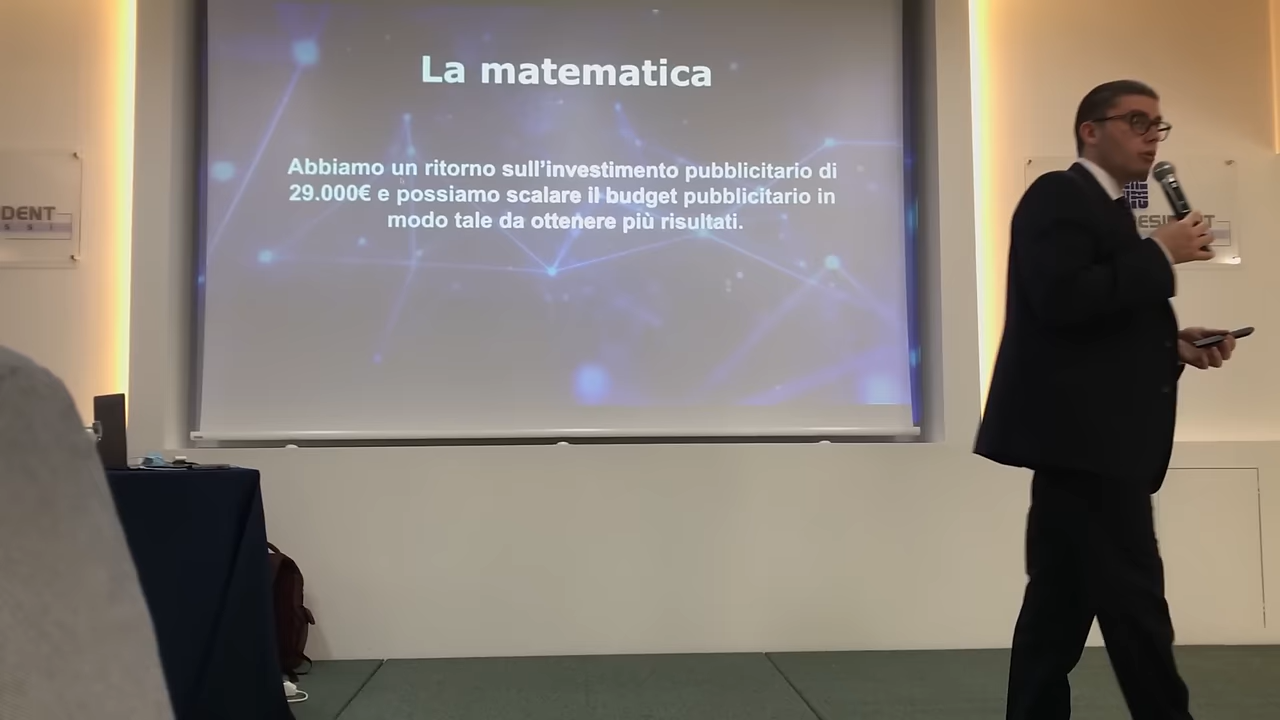 La matematica
Abbiamo un ritorno sull'investimento pubblicitario di
29.000€ e possiamo scalare il budget pubblicitario in
modo tale da ottenere più risultati.
DENT
ESIDENT